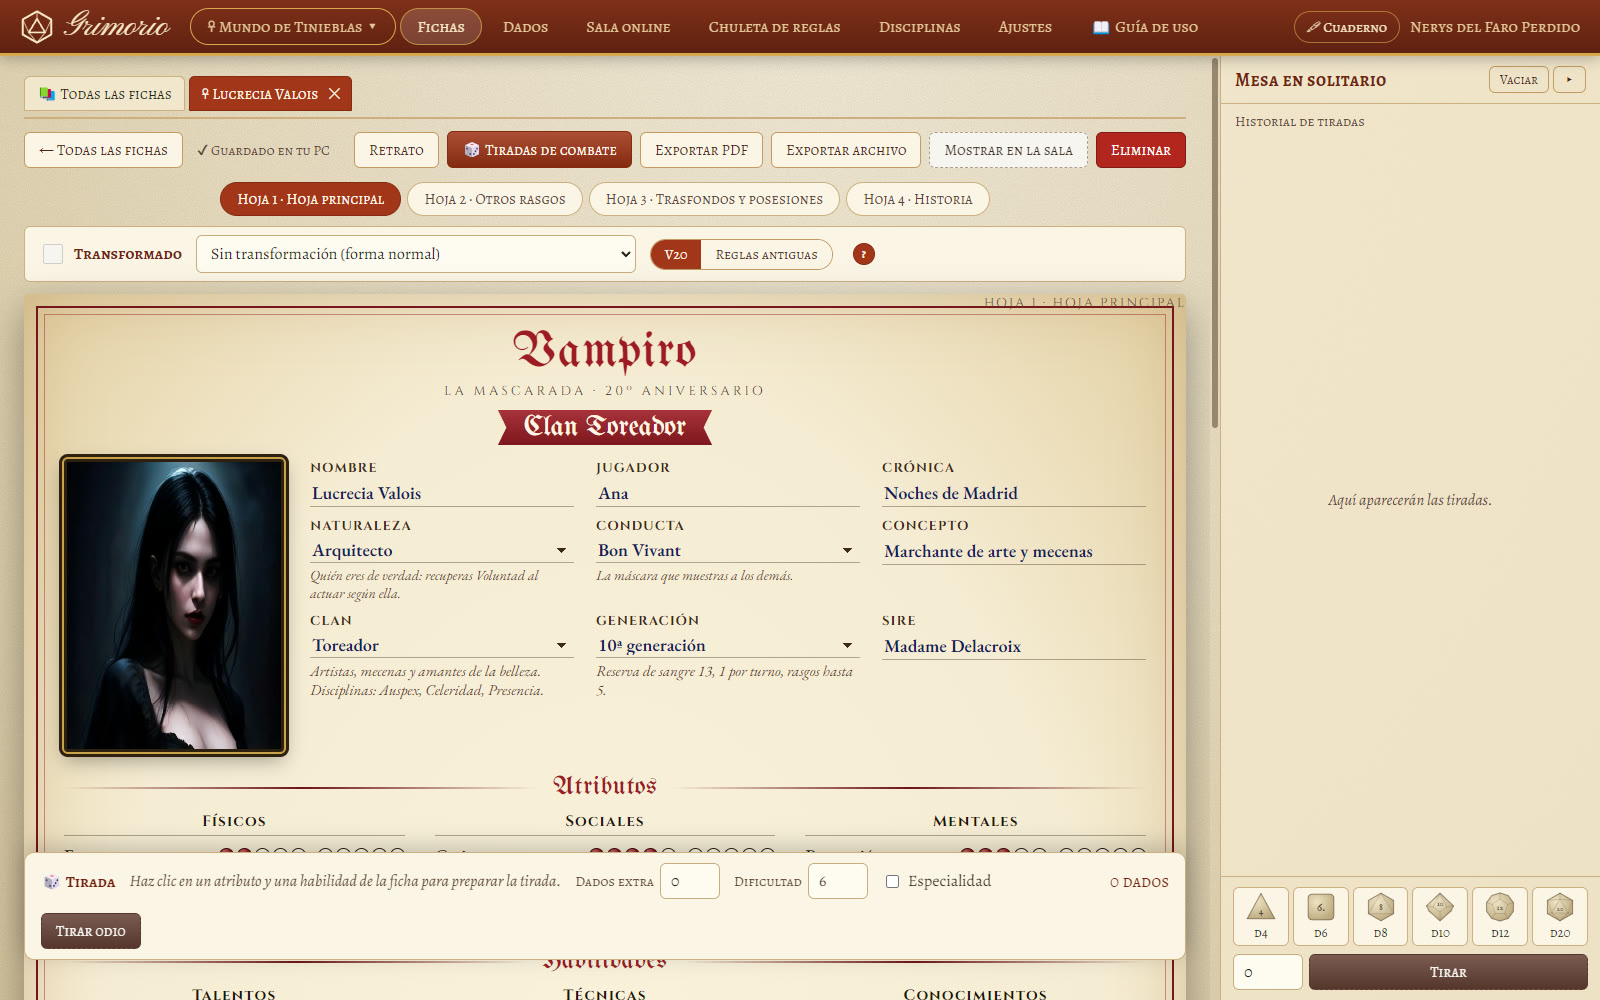 Grimorio
Mundo de Tinieblas ▾ Fichas Dados Sala online Chuleta de reglas Disciplinas Ajustes Guía de uso Cuaderno Nerys del Faro Perdido
Todas las fichas Lucrecia Valois ×
← Todas las fichas ✓ Guardado en tu PC Retrato Tiradas de combate Exportar PDF Exportar archivo Mostrar en la sala Eliminar
Hoja 1 · Hoja principal Hoja 2 · Otros rasgos Hoja 3 · Trasfondos y posesiones Hoja 4 · Historia
Transformado Sin transformación (forma normal) V20 Reglas antiguas ?
HOJA 1 · HOJA PRINCIPAL
Vampiro
LA MASCARADA · 20º ANIVERSARIO
Clan Toreador
NOMBRE JUGADOR CRÓNICA
Lucrecia Valois Ana Noches de Madrid
NATURALEZA CONDUCTA CONCEPTO
Arquitecto Bon Vivant Marchante de arte y mecenas
Quién eres de verdad: recuperas Voluntad al La máscara que muestras a los demás.
actuar según ella.
CLAN GENERACIÓN SIRE
Toreador 10ª generación Madame Delacroix
Artistas, mecenas y amantes de la belleza. Reserva de sangre 13, 1 por turno, rasgos hasta
Disciplinas: Auspex, Celeridad, Presencia. 5.
Atributos
Físicos Sociales Mentales
Tirada Haz clic en un atributo y una habilidad de la ficha para preparar la tirada. Dados extra 0 Dificultad 6 Especialidad 0 dados
Tirar odio
Habilidades
Talentos Técnicas Conocimientos
Mesa en solitario Vaciar ▸
Historial de tiradas
Aquí aparecerán las tiradas.
D4 D6 D8 D10 D12 D20
0 Tirar